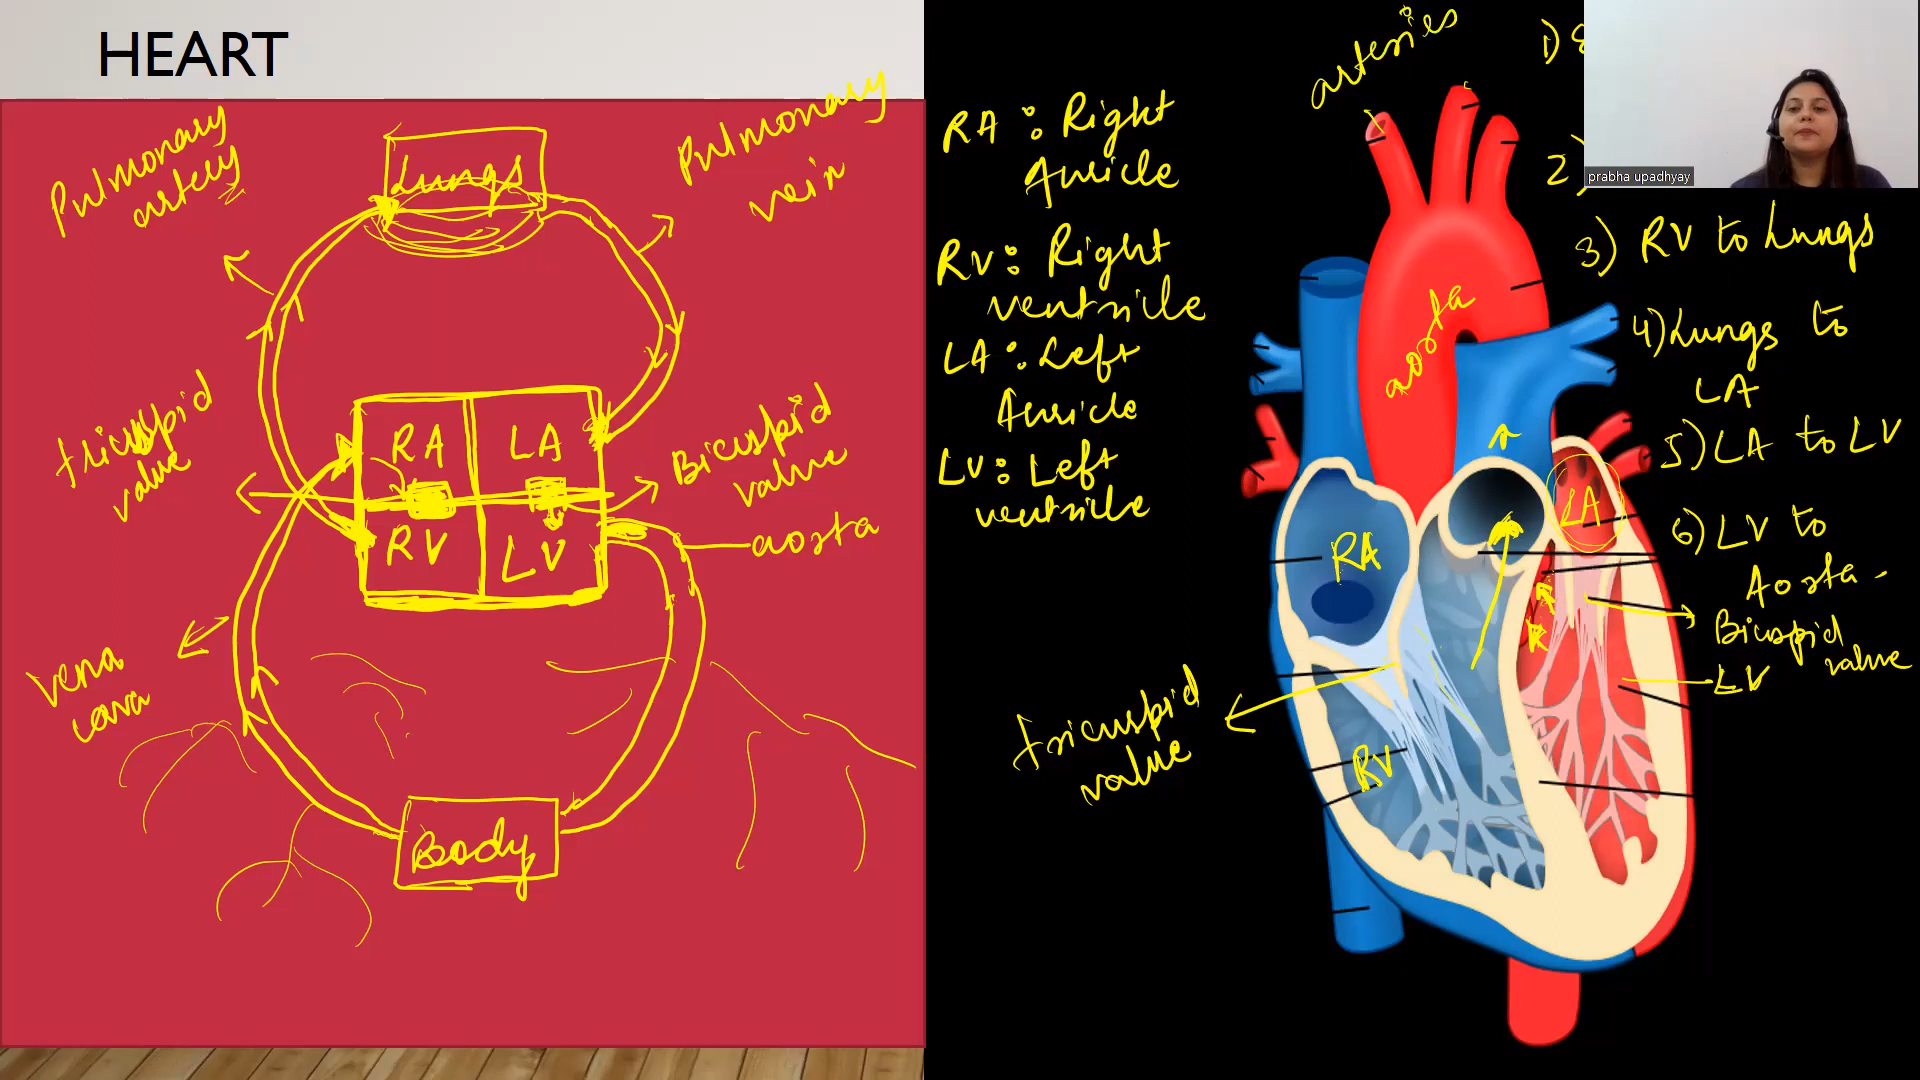 HEART
Pulmonary
artery
Lungs
Pulmonary
vein
tricuspid
valve
RA
LA
RV
LV
Bicuspid
valve
aorta
vena
cava
Body
RA : Right
Auricle
RV : Right
ventricle
LA : Left
Auricle
LV : Left
ventricle
arteries
aorta
RA
LA
RV
tricuspid
valve
1)
2)
3) RV to Lungs
4) Lungs to
LA
5) LA to LV
6) LV to
Aorta -
Bicuspid
valve
LV
prabha upadhyay